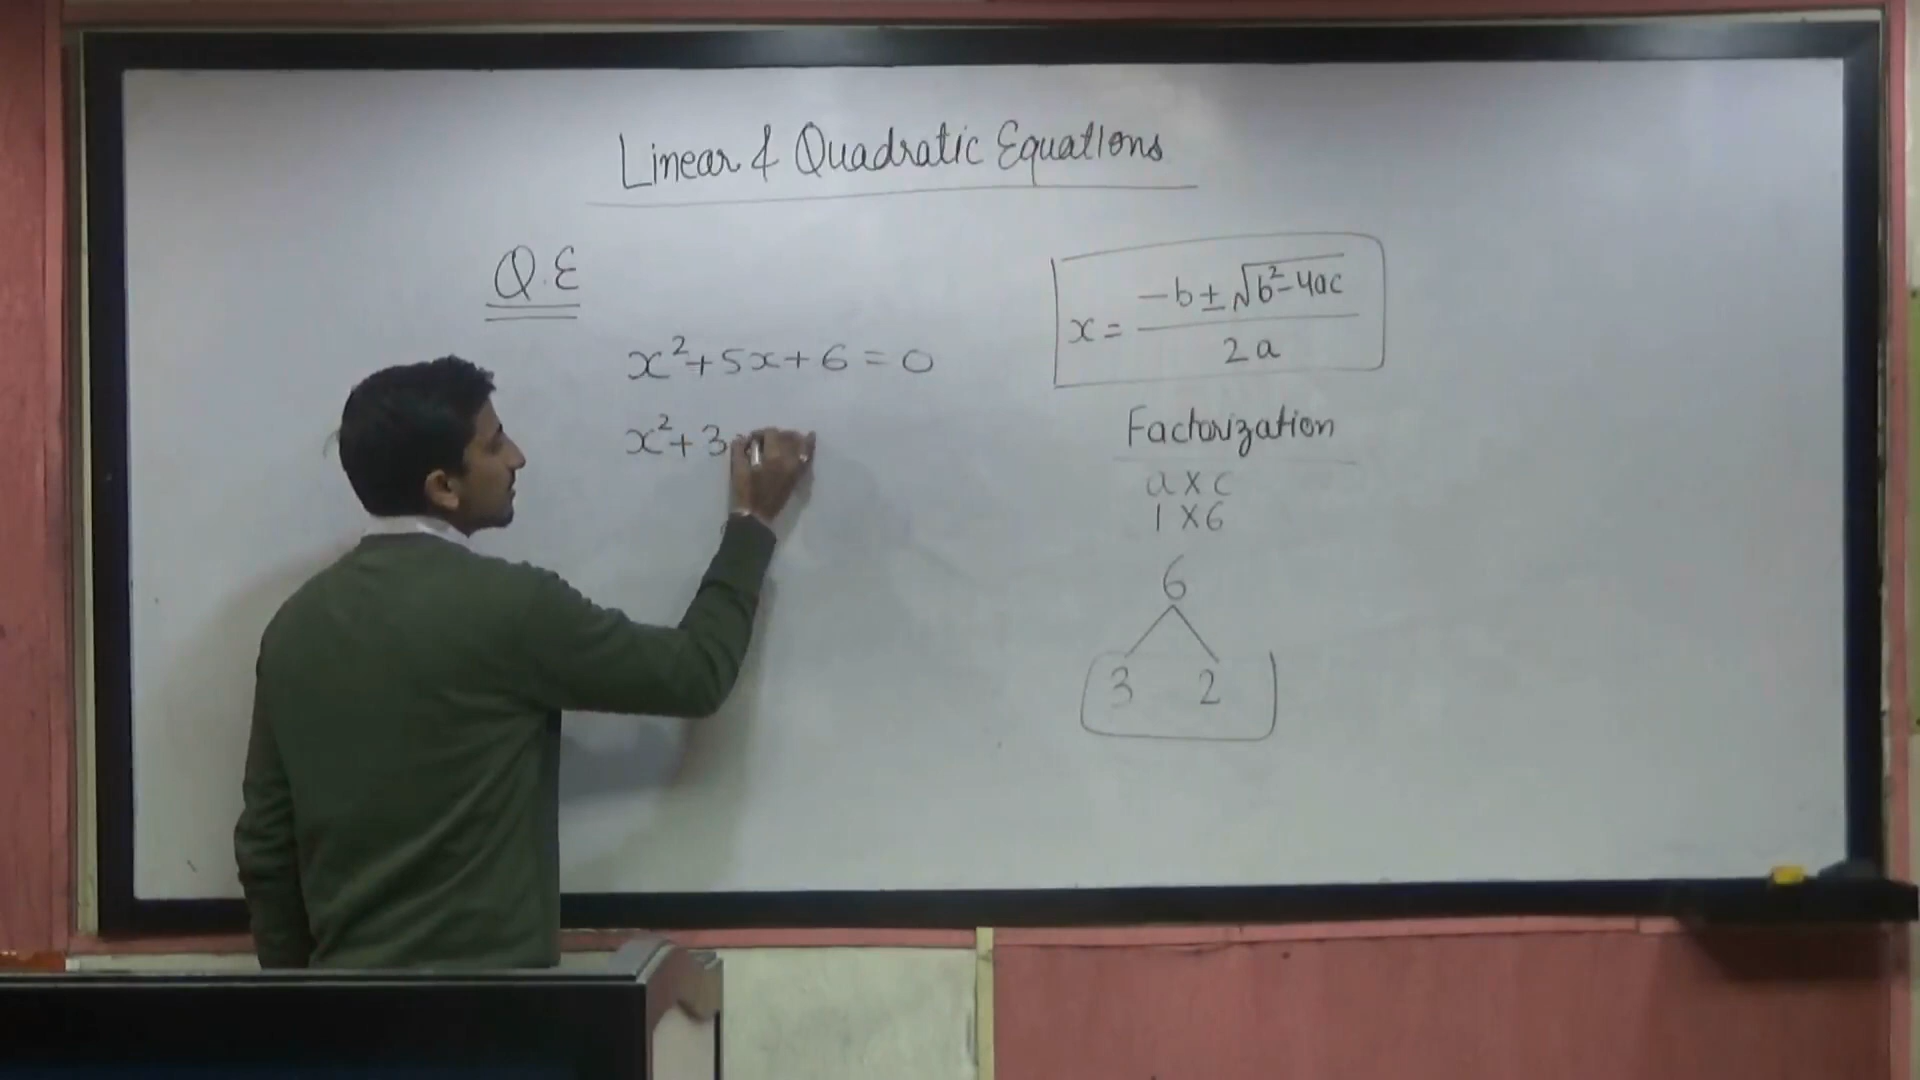 Linear & Quadratic Equations
Q.E
x²+5x+6=0
x²+3
x = (-b±√(b²-4ac))/(2a)
Factorization
a x c
1 x 6
6
3 2